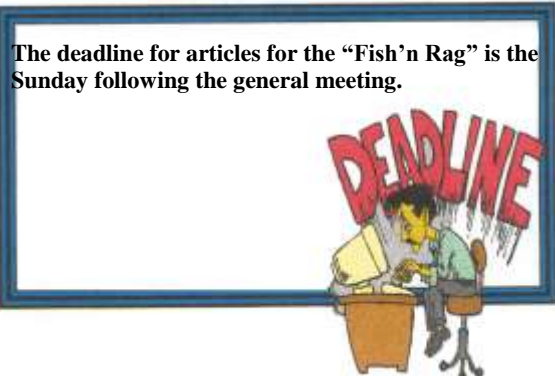 The deadline for articles for the “Fish’n Rag” is the
Sunday following the general meeting.
DEADLINE